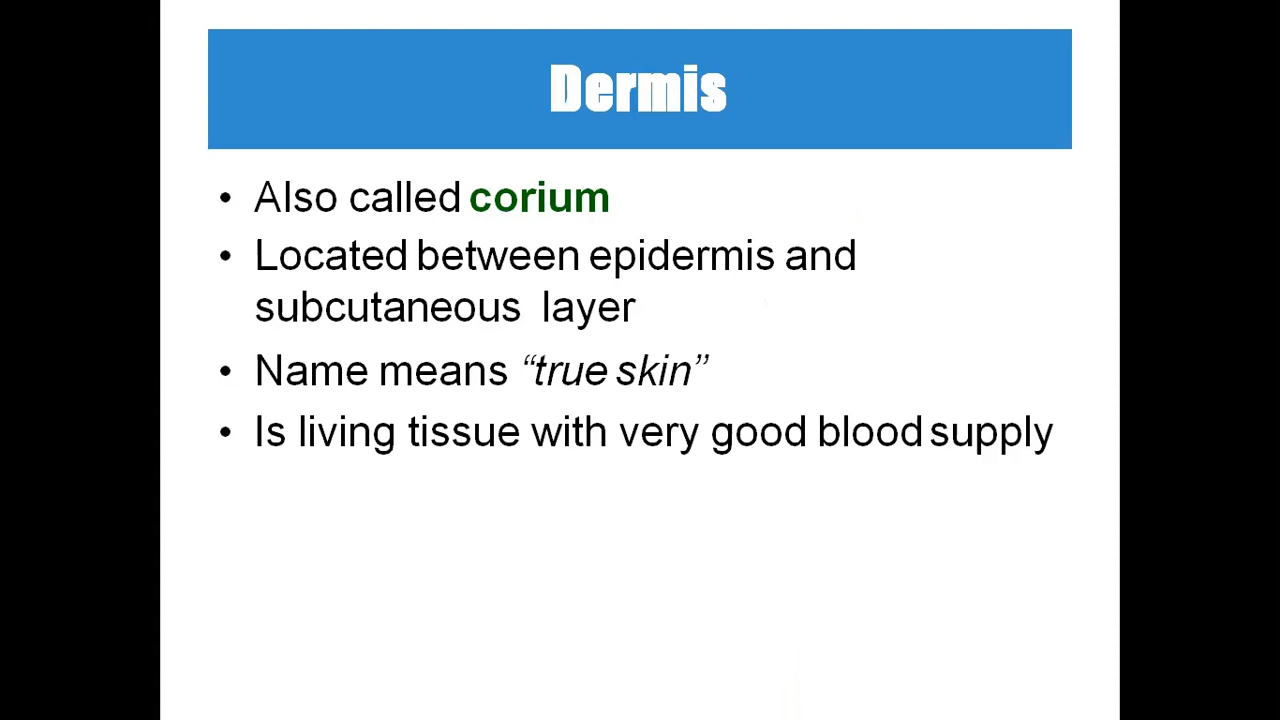 Dermis
• Also called corium
• Located between epidermis and
subcutaneous layer
• Name means “true skin”
• Is living tissue with very good blood supply